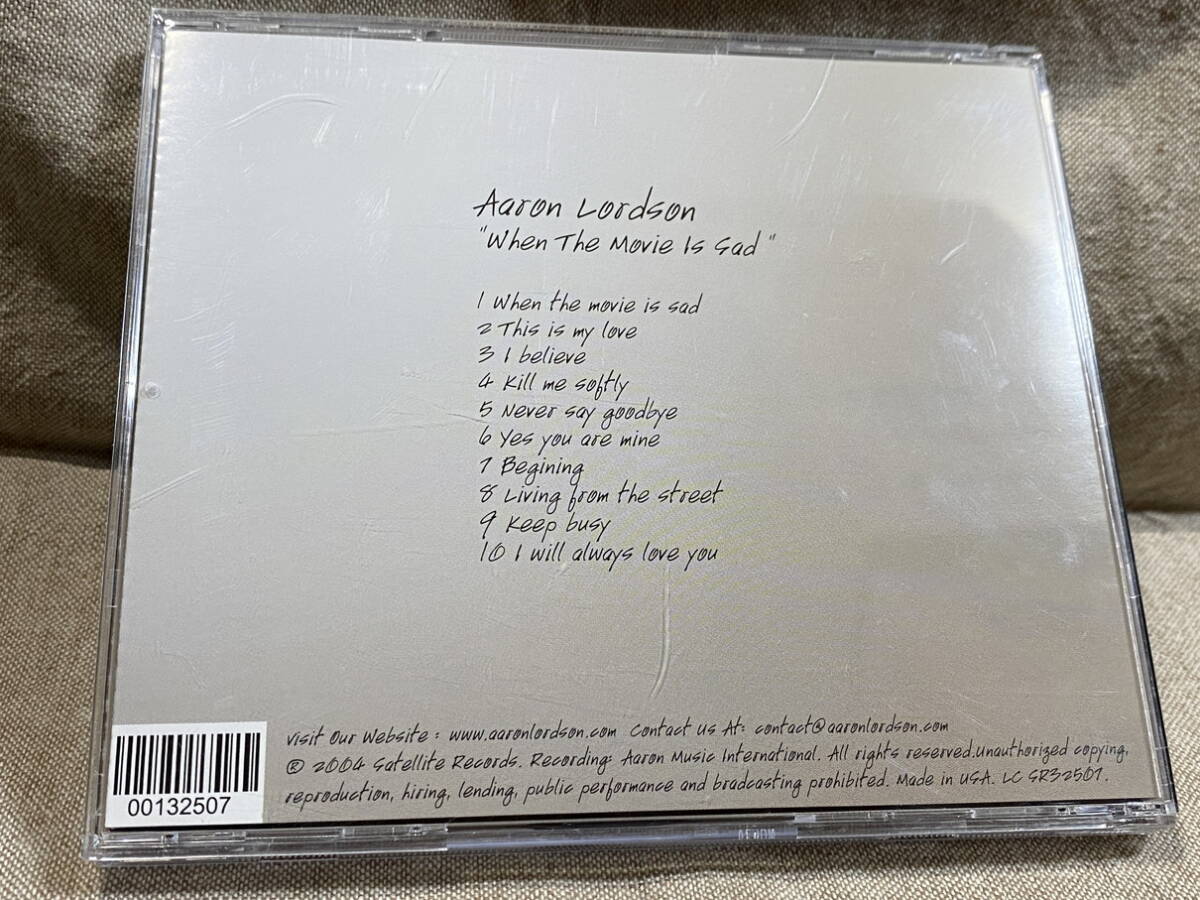 Aaron Lordson
"When The Movie Is Sad"
1 When the movie is sad
2 This is my love
3 I believe
4 Kill me softly
5 Never say goodbye
6 Yes you are mine
7 Begining
8 Living from the street
9 Keep busy
10 I will always love you
Visit Our Website : www.aaronlordson.com Contact Us At: contact@aaronlordson.com
® 2004 Satellite Records. Recording: Aaron Music International. All rights reserved.Unauthorized copying,
reproduction, hiring, lending, public performance and bradcasting prohibited. Made in USA. LC SR32507.
00132507